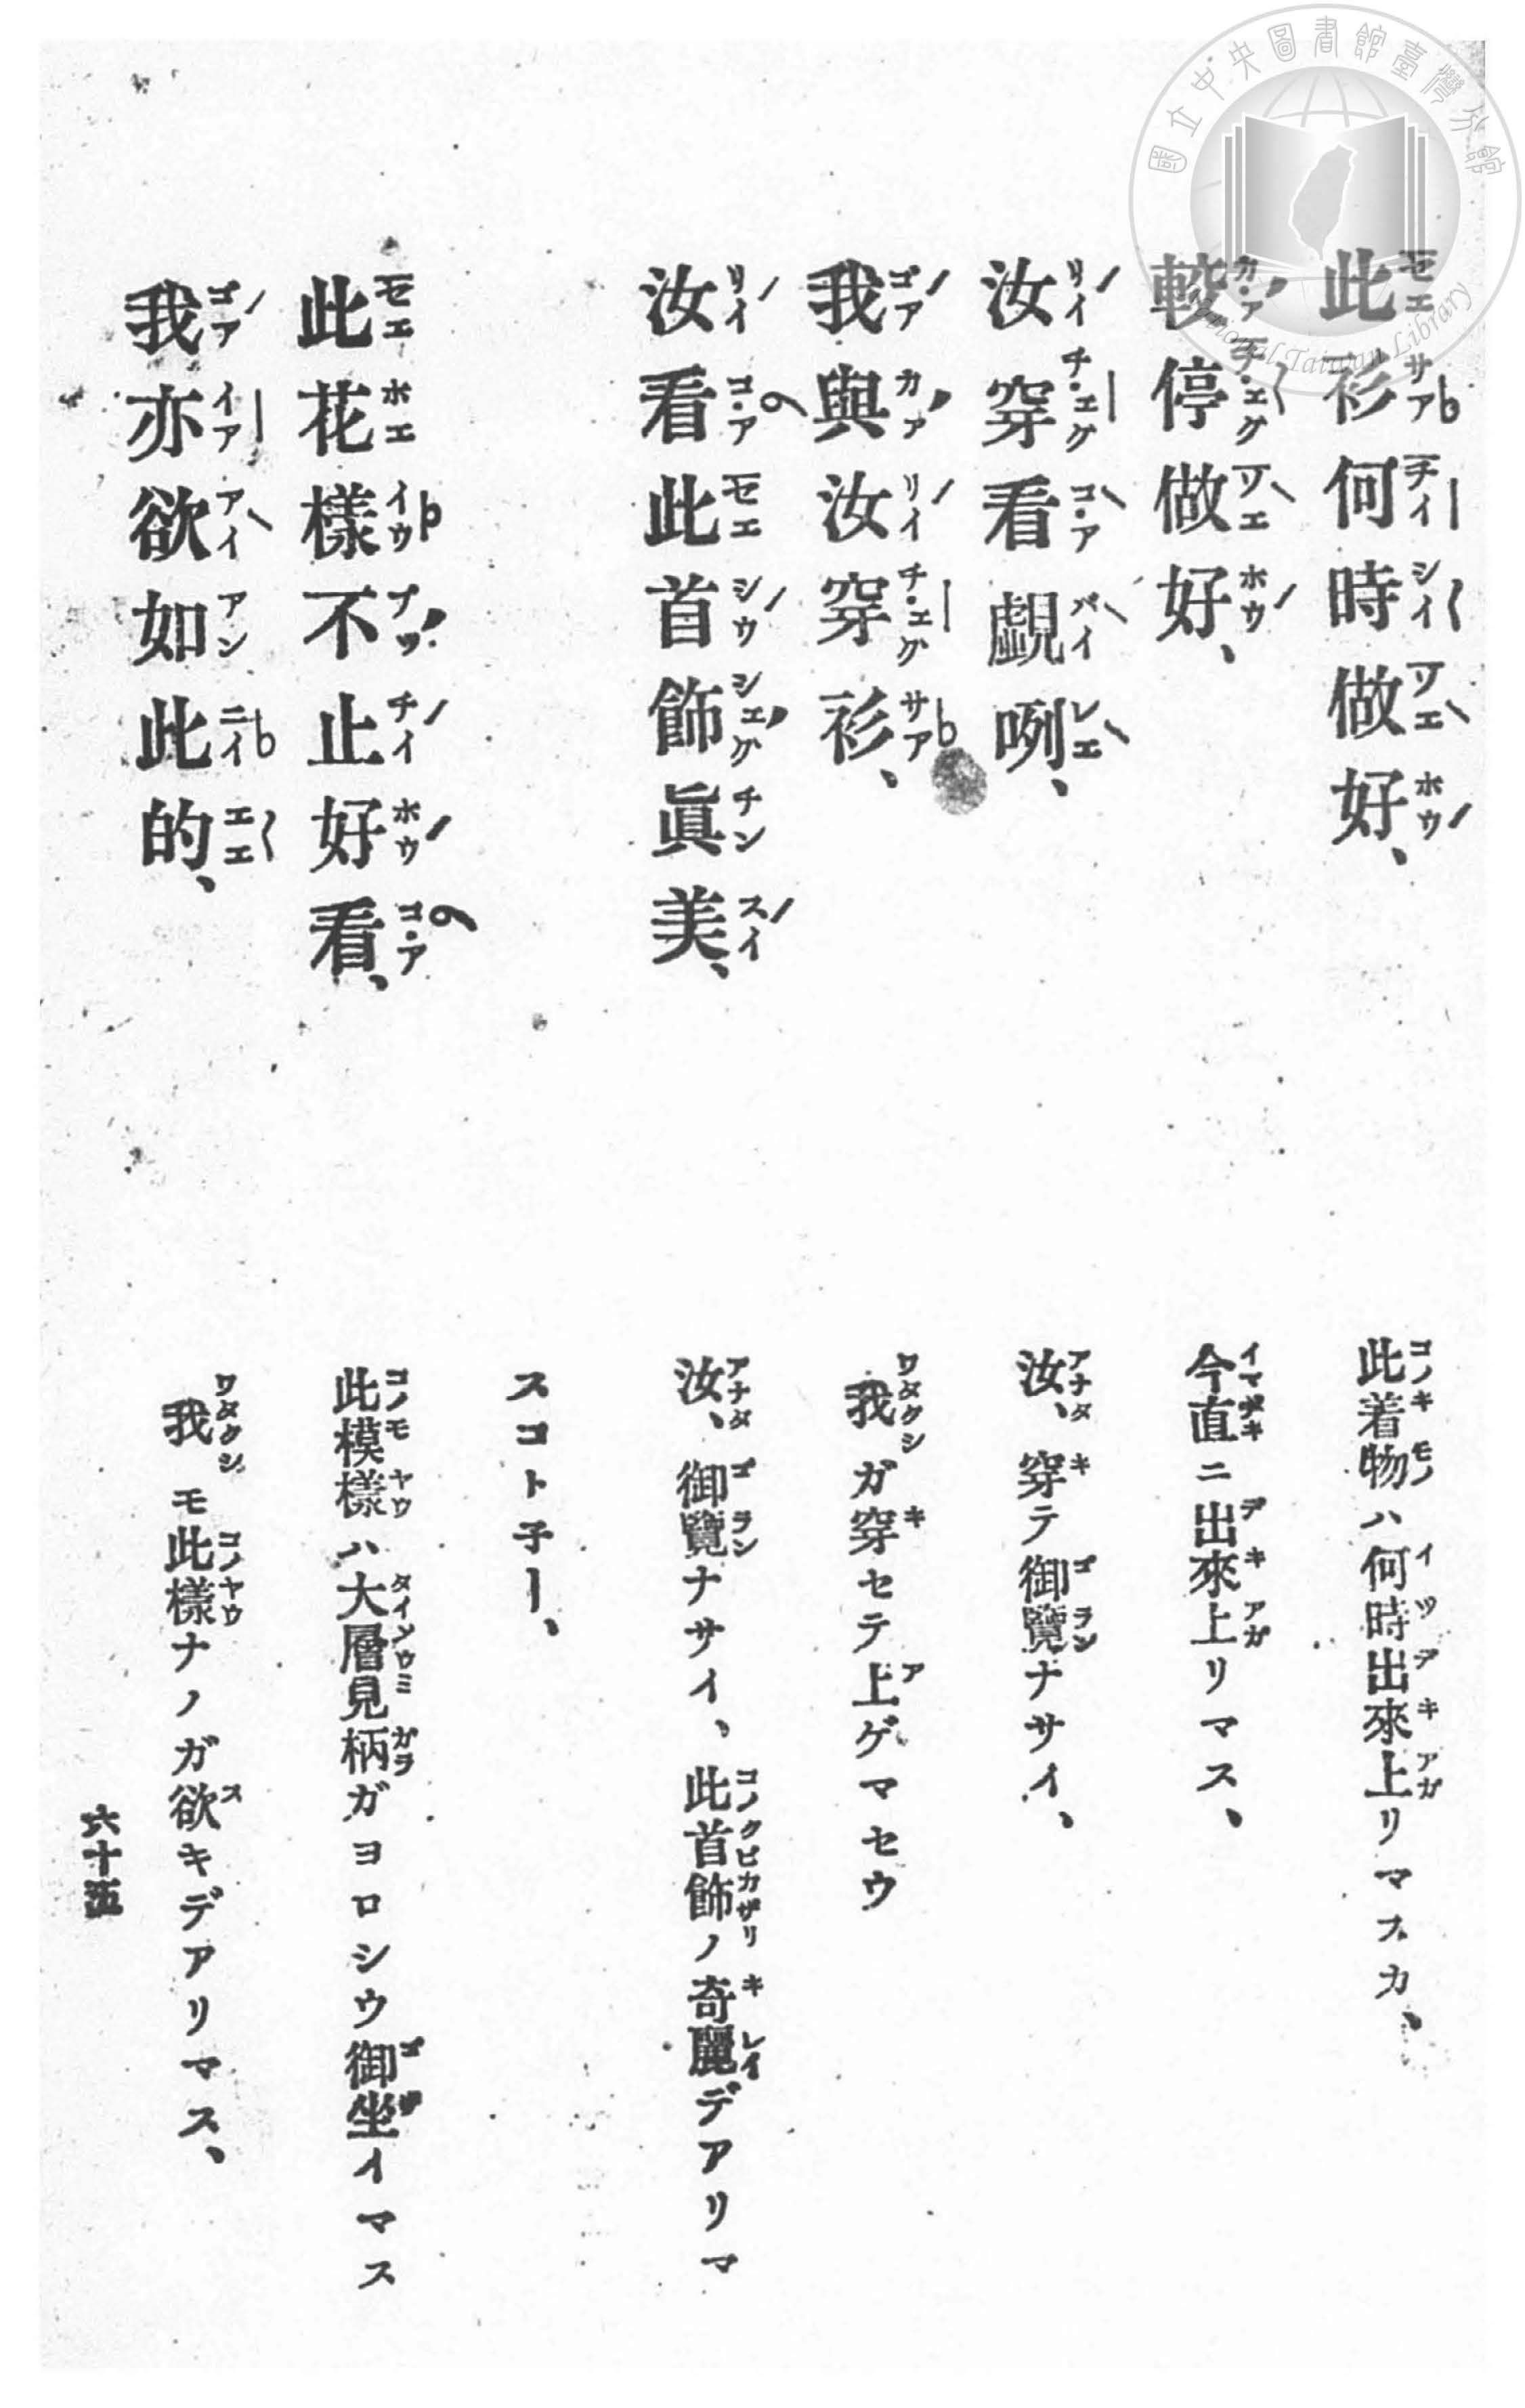 此衫何時做好、
較停做好、
汝穿看覰咧、
我與汝穿衫、
汝看此首飾眞美、
此花樣不止好看、
我亦欲如此的、
此着物ハ何時出來上リマスカ、
今直ニ出來上リマス、
汝、穿テ御覽ナサイ、
我ガ穿セテ上ゲマセウ
汝、御覽ナサイ、此首飾ノ奇麗デアリマ
スコト子ー、
此模樣ハ大層見柄ガヨロシウ御坐イマス
我モ此樣ナノガ欲キデアリマス、
六十五
國立中央圖書館臺灣分館
National Taiwan Library